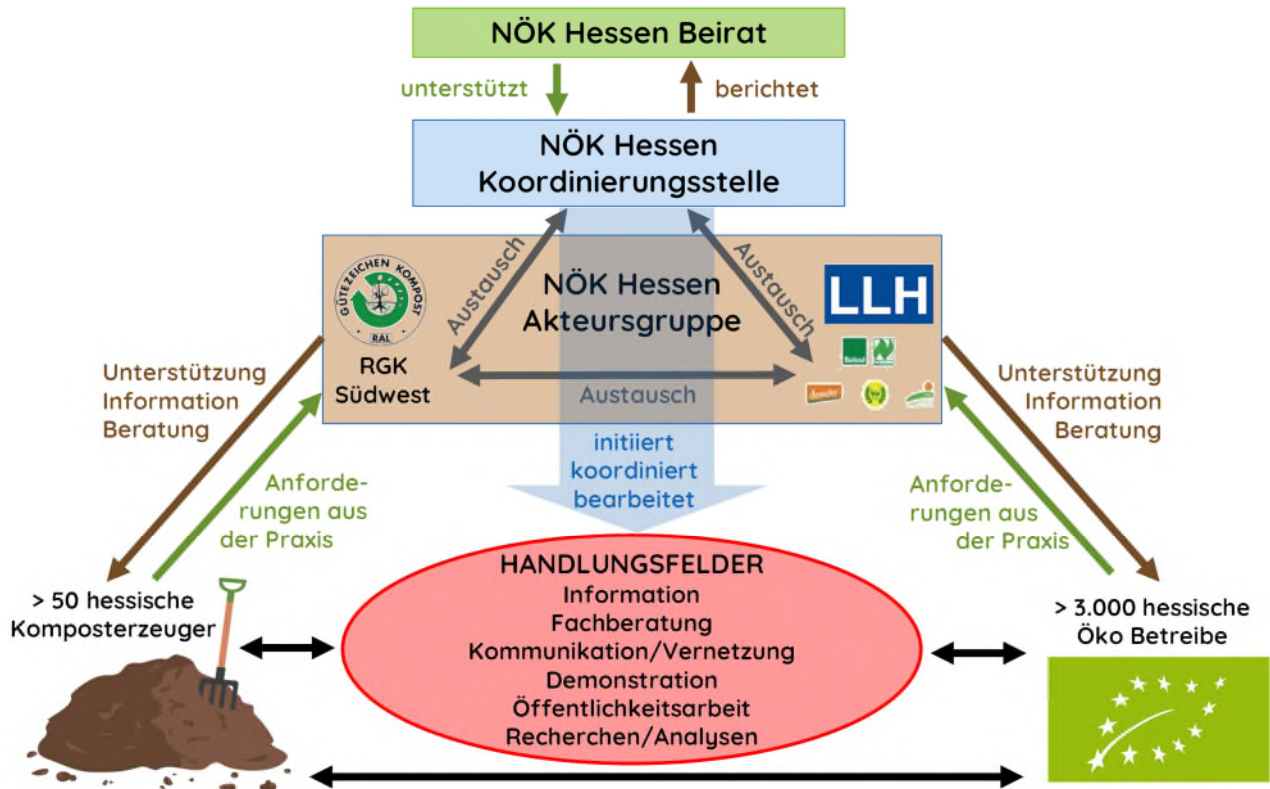 NÖK Hessen Beirat
unterstützt
berichtet
NÖK Hessen
Koordinierungsstelle
Austausch
Austausch
GÜTEZEICHEN KOMPOST
RAL
RGK
Südwest
NÖK Hessen
Akteursgruppe
LLH
Bioland
demeter
Austausch
Unterstützung
Information
Beratung
Unterstützung
Information
Beratung
initiiert
koordiniert
bearbeitet
Anforde-
rungen aus
der Praxis
Anforde-
rungen aus
der Praxis
> 50 hessische
Komposterzeuger
HANDLUNGSFELDER
Information
Fachberatung
Kommunikation/Vernetzung
Demonstration
Öffentlichkeitsarbeit
Recherchen/Analysen
> 3.000 hessische
Öko Betreibe